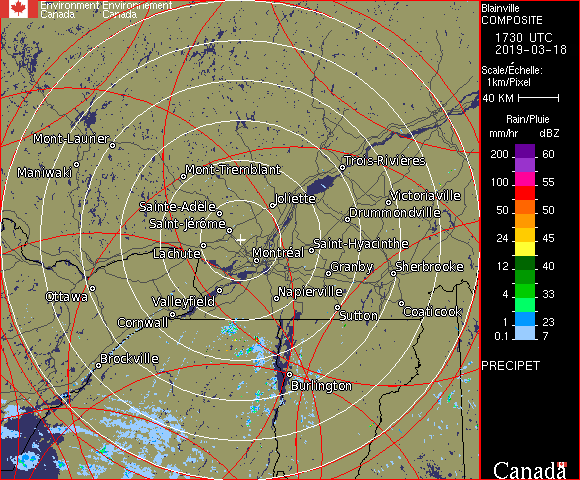 Environment Environnement
Canada Canada
Blainville
COMPOSITE
1730 UTC
2019-03-18
Scale/Échelle:
1km/Pixel
40 KM
Rain/Pluie
mm/hr dBZ
200 60
100 55
50 50
24 45
12 40
4 33
1 23
0.1 7
PRECIPET
Canada
Mont-Laurier
Maniwaki
Mont-Tremblant
Trois-Rivières
Joliette
Victoriaville
Sainte-Adèle
Drummondville
Saint-Jérôme
Saint-Hyacinthe
Lachute
Montréal
Granby
Sherbrooke
Ottawa
Valleyfield
Napierville
Cornwall
Sutton
Coaticook
Brockville
Burlington